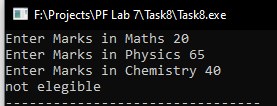 F:\Projects\PF Lab 7\Task8\Task8.exe
Enter Marks in Maths 20
Enter Marks in Physics 65
Enter Marks in Chemistry 40
not elegible
--------------------------------